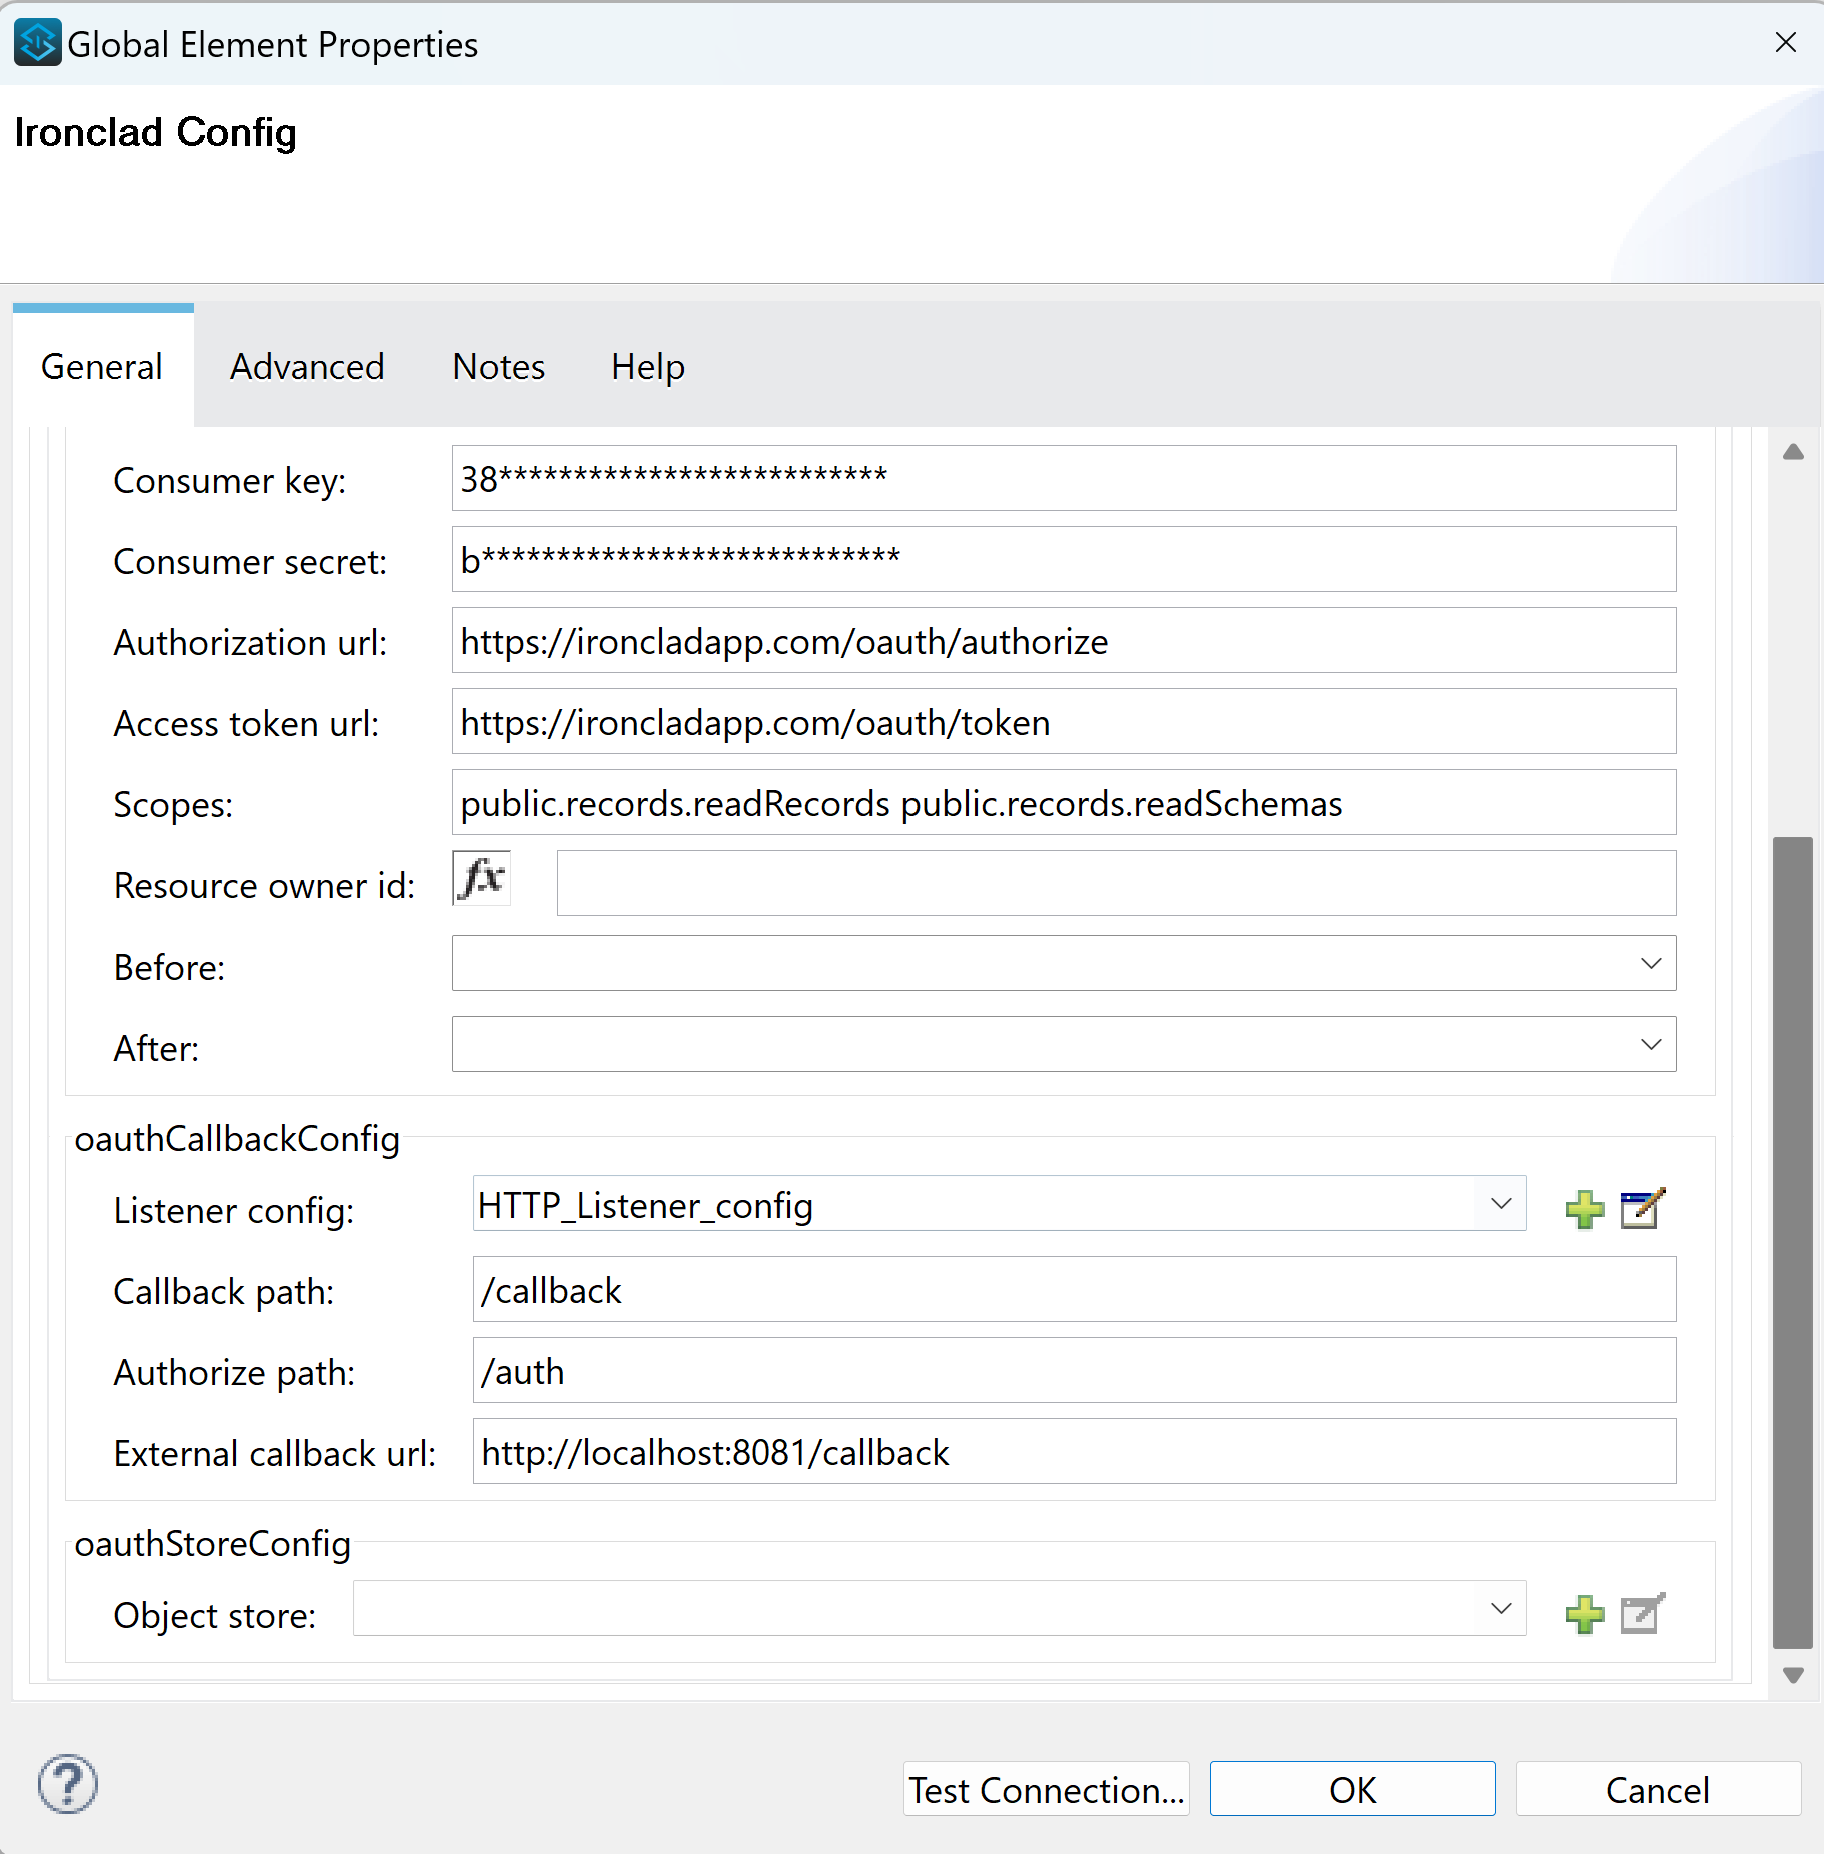 Global Element Properties
Ironclad Config
General Advanced Notes Help
Consumer key: 38**************************
Consumer secret: b****************************
Authorization url: https://ironcladapp.com/oauth/authorize
Access token url: https://ironcladapp.com/oauth/token
Scopes: public.records.readRecords public.records.readSchemas
Resource owner id: fx
Before:
After:
oauthCallbackConfig
Listener config: HTTP_Listener_config
Callback path: /callback
Authorize path: /auth
External callback url: http://localhost:8081/callback
oauthStoreConfig
Object store:
? Test Connection... OK Cancel